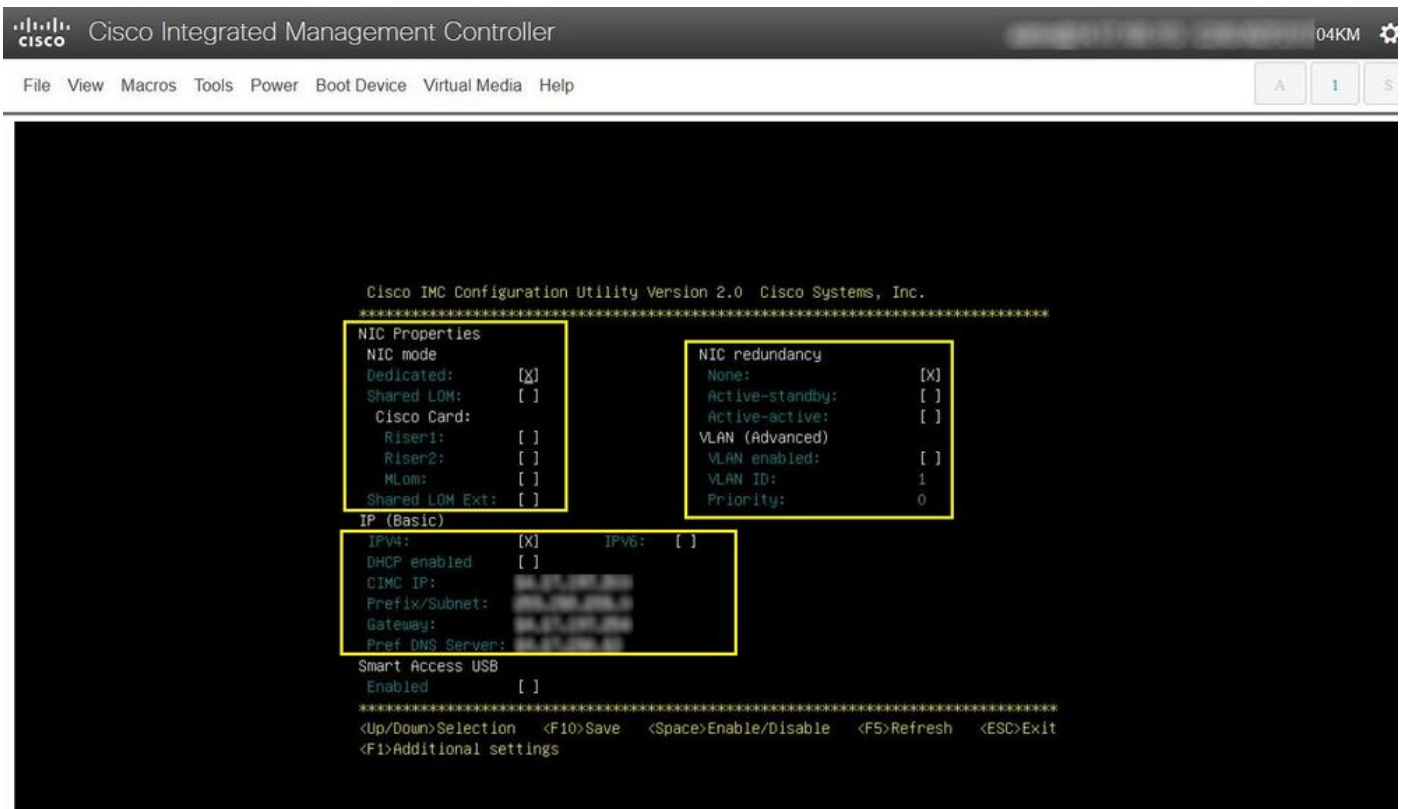 cisco Cisco Integrated Management Controller 04KM
File View Macros Tools Power Boot Device Virtual Media Help A 1 S
Cisco IMC Configuration Utility Version 2.0 Cisco Systems, Inc.
******************************************************************************
NIC Properties
NIC mode NIC redundancy
Dedicated: [X] None: [X]
Shared LOM: [ ] Active-standby: [ ]
Cisco Card: Active-active: [ ]
Riser1: [ ] VLAN (Advanced)
Riser2: [ ] VLAN enabled: [ ]
MLom: [ ] VLAN ID: 1
Shared LOM Ext: [ ] Priority: 0
IP (Basic)
IPV4: [X] IPV6: [ ]
DHCP enabled [ ]
CIMC IP:
Prefix/Subnet:
Gateway:
Pref DNS Server:
Smart Access USB
Enabled [ ]
*******************************************************************************
<Up/Down>Selection <F10>Save <Space>Enable/Disable <F5>Refresh <ESC>Exit
<F1>Additional settings